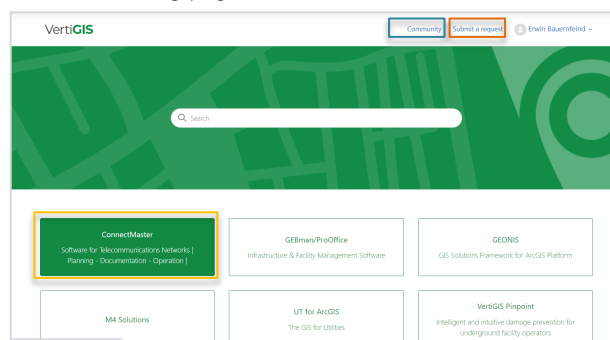 VertiGIS
Community
Submit a request
Erwin Bauernfeind
Search
ConnectMaster
Software for Telecommunications Networks |
Planning - Documentation - Operation |
GEBman/ProOffice
Infrastructure & Facility Management Software
GEONIS
GIS Solutions Framework for ArcGIS Platform
M4 Solutions
UT for ArcGIS
The GIS for Utilities
VertiGIS Pinpoint
Intelligent and intuitive damage prevention for
underground facility operators